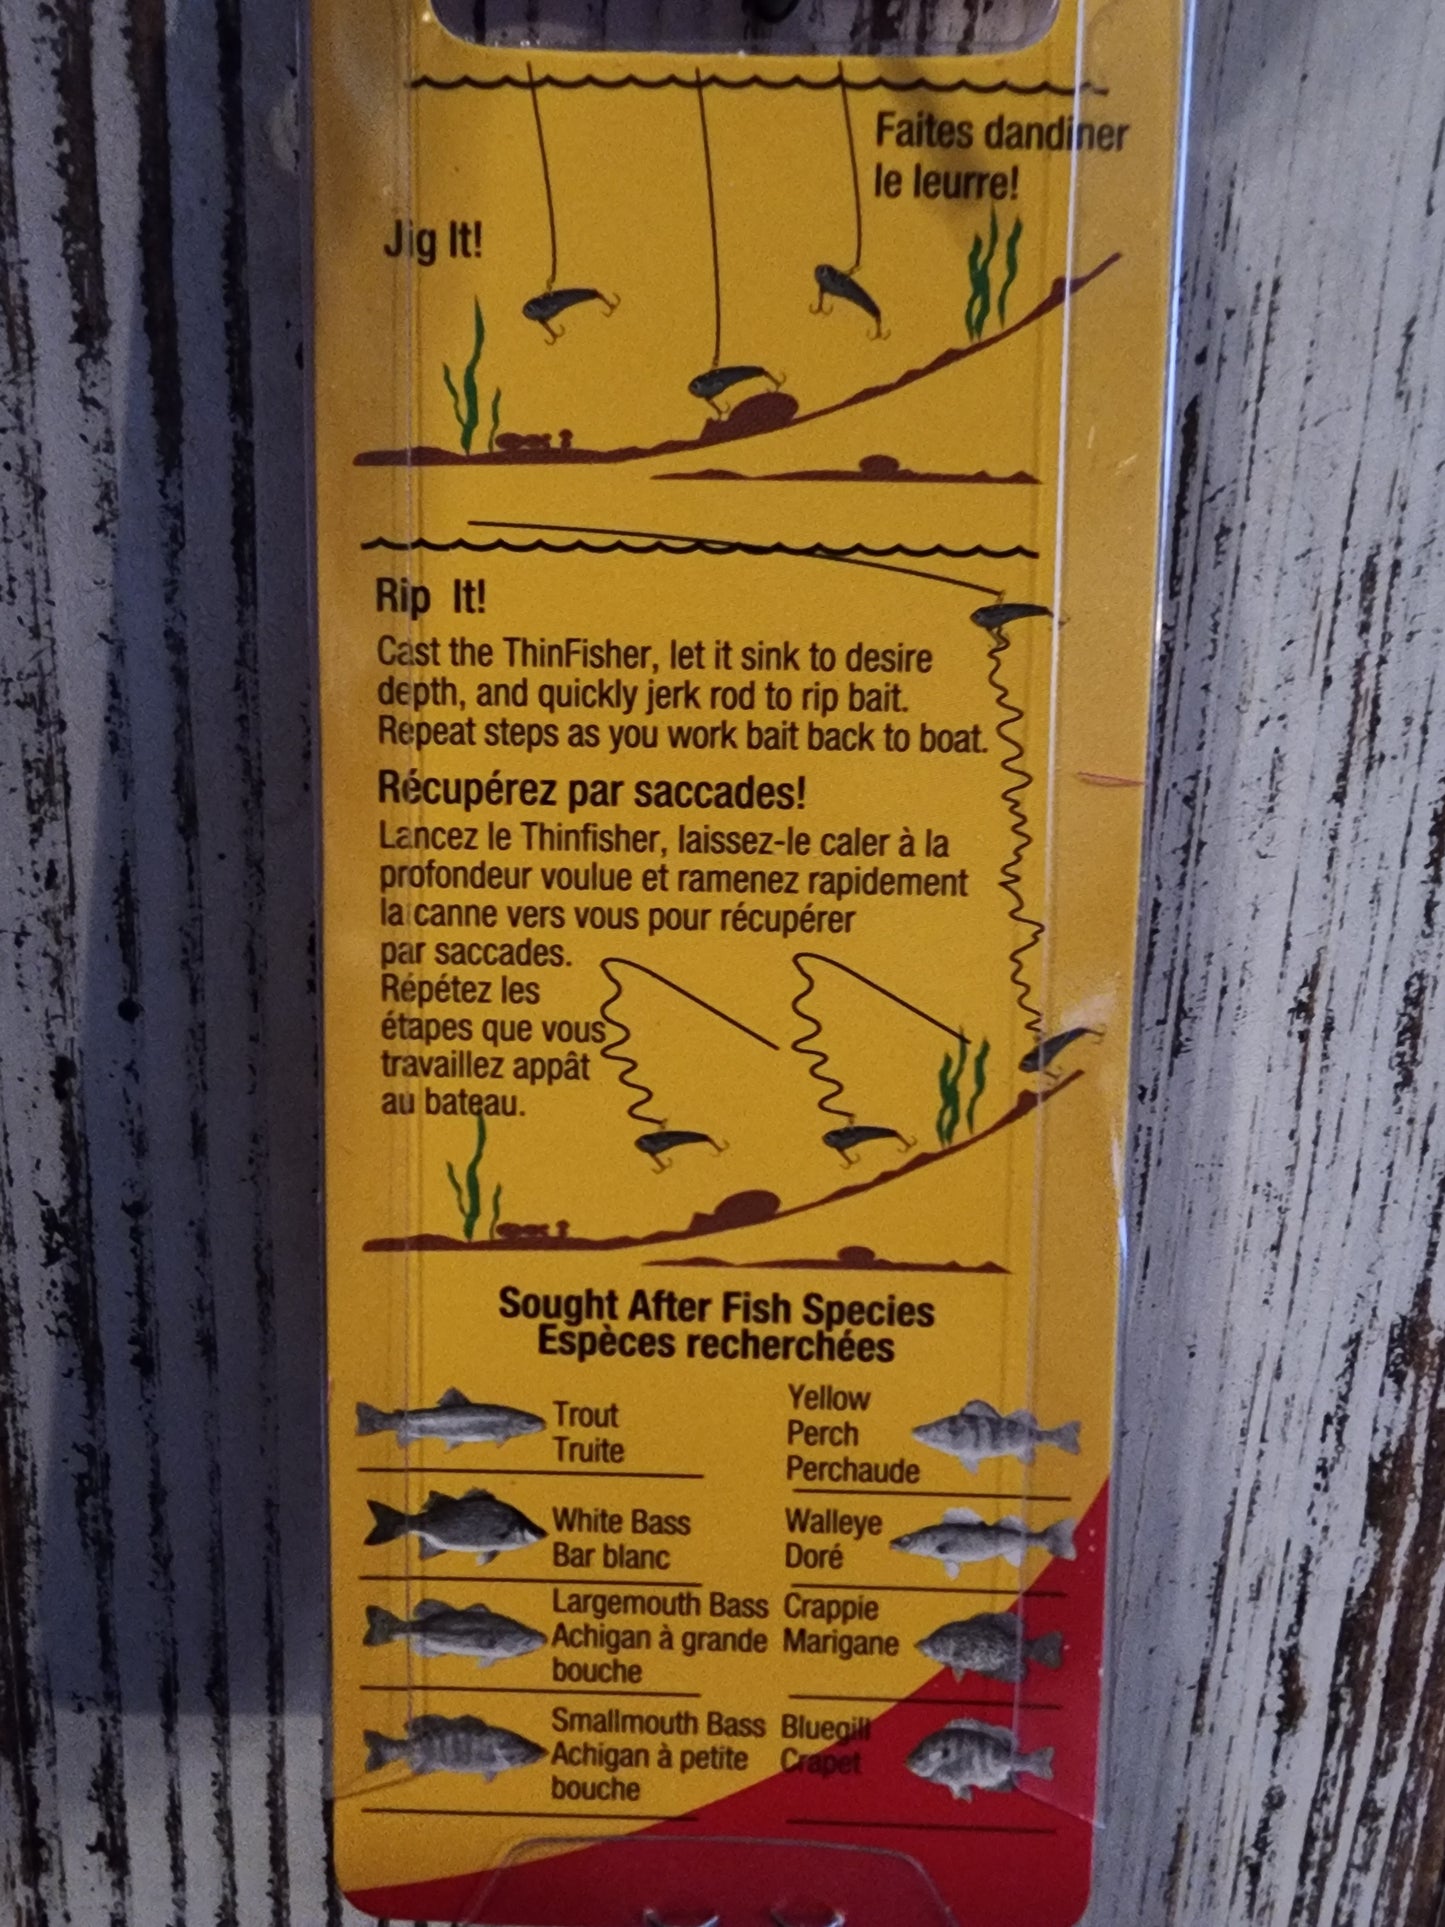 Faites dandiner
le leurre!
Jig It!
Rip It!
Cast the ThinFisher, let it sink to desire
depth, and quickly jerk rod to rip bait.
Repeat steps as you work bait back to boat.
Récupérez par saccades!
Lancez le Thinfisher, laissez-le caler à la
profondeur voulue et ramenez rapidement
la canne vers vous pour récupérer
par saccades.
Répétez les
étapes que vous
travaillez appât
au bateau.
Sought After Fish Species
Espèces recherchées
Trout
Truite
White Bass
Bar blanc
Largemouth Bass
Achigan à grande
bouche
Smallmouth Bass
Achigan à petite
bouche
Yellow
Perch
Perchaude
Walleye
Doré
Crappie
Marigane
Bluegill
Crapet